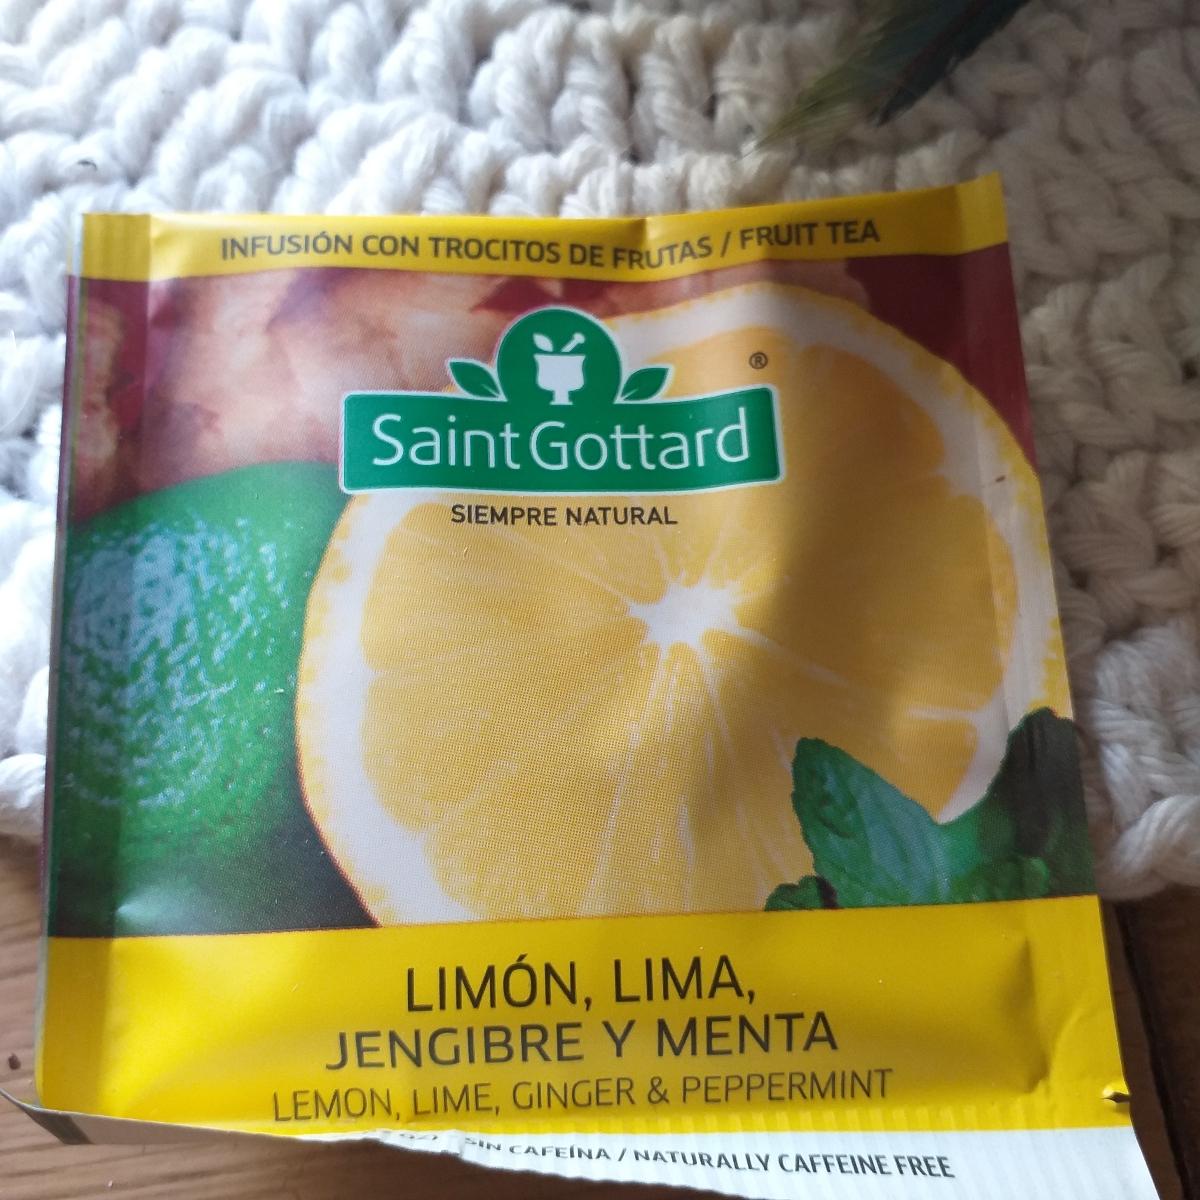 INFUSIÓN CON TROCITOS DE FRUTAS / FRUIT TEA
®
Saint Gottard
SIEMPRE NATURAL
LIMÓN, LIMA,
JENGIBRE Y MENTA
LEMON, LIME, GINGER & PEPPERMINT
SIN CAFEÍNA / NATURALLY CAFFEINE FREE